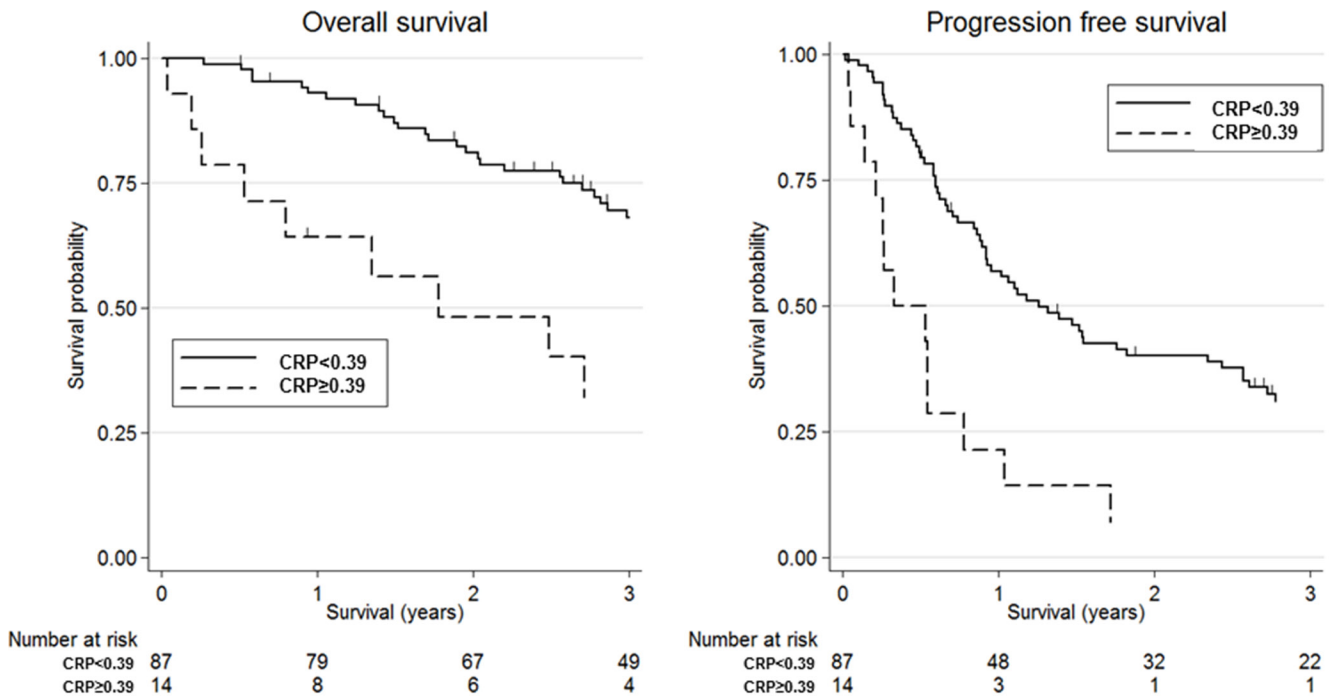 Overall survival
1.00
0.75
0.50
0.25
0.00
Survival probability
CRP<0.39
CRP≥0.39
0 1 2 3
Survival (years)
Number at risk
CRP<0.39 87 79 67 49
CRP≥0.39 14 8 6 4
Progression free survival
1.00
0.75
0.50
0.25
0.00
Survival probability
CRP<0.39
CRP≥0.39
0 1 2 3
Survival (years)
Number at risk
CRP<0.39 87 48 32 22
CRP≥0.39 14 3 1 1